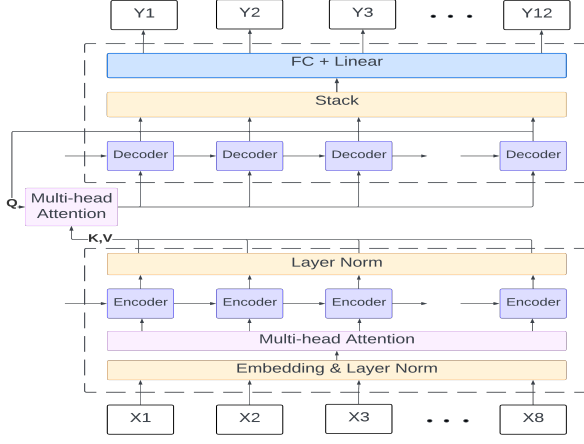 Y1 Y2 Y3 • • • Y12
FC + Linear
Stack
Decoder Decoder Decoder Decoder
Q
Multi-head
Attention
K,V
Layer Norm
Encoder Encoder Encoder Encoder
Multi-head Attention
Embedding & Layer Norm
X1 X2 X3 • • • X8